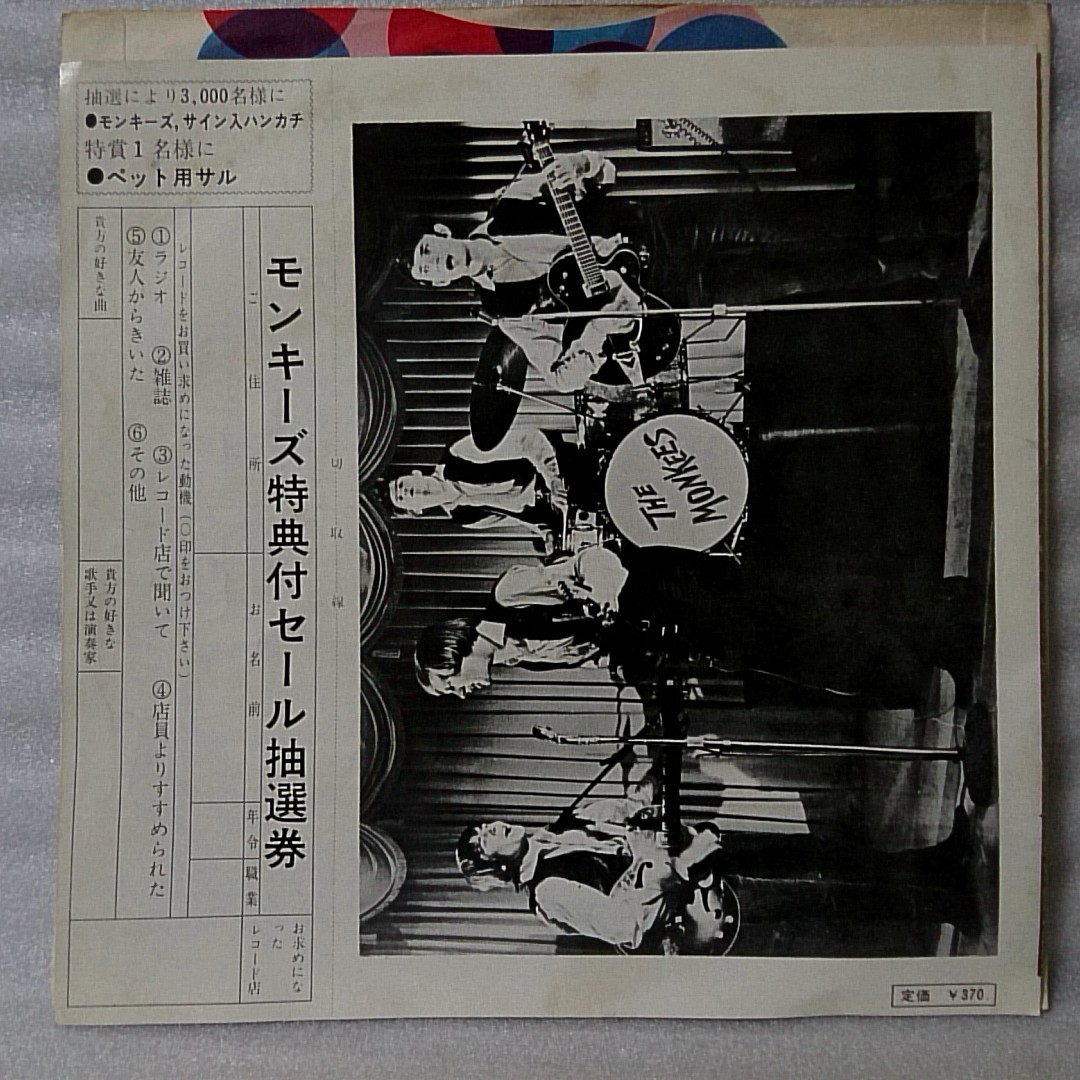 抽選により3,000名様に
●モンキーズ,サイン入ハンカチ
特賞1名様に
●ペット用サル
モンキーズ特典付セール抽選券
ご住所
お名前
年令
職業
お求めにな
った
レコード店
レコードをお買い求めになった動機(○印をおつけ下さい)
①ラジオ ②雑誌 ③レコード店で聞いて ④店員よりすすめられた
⑤友人からきいた ⑥その他
貴方の好きな曲
貴方の好きな
歌手又は演奏家
切取線
THE
MONKEES
定価 ¥370